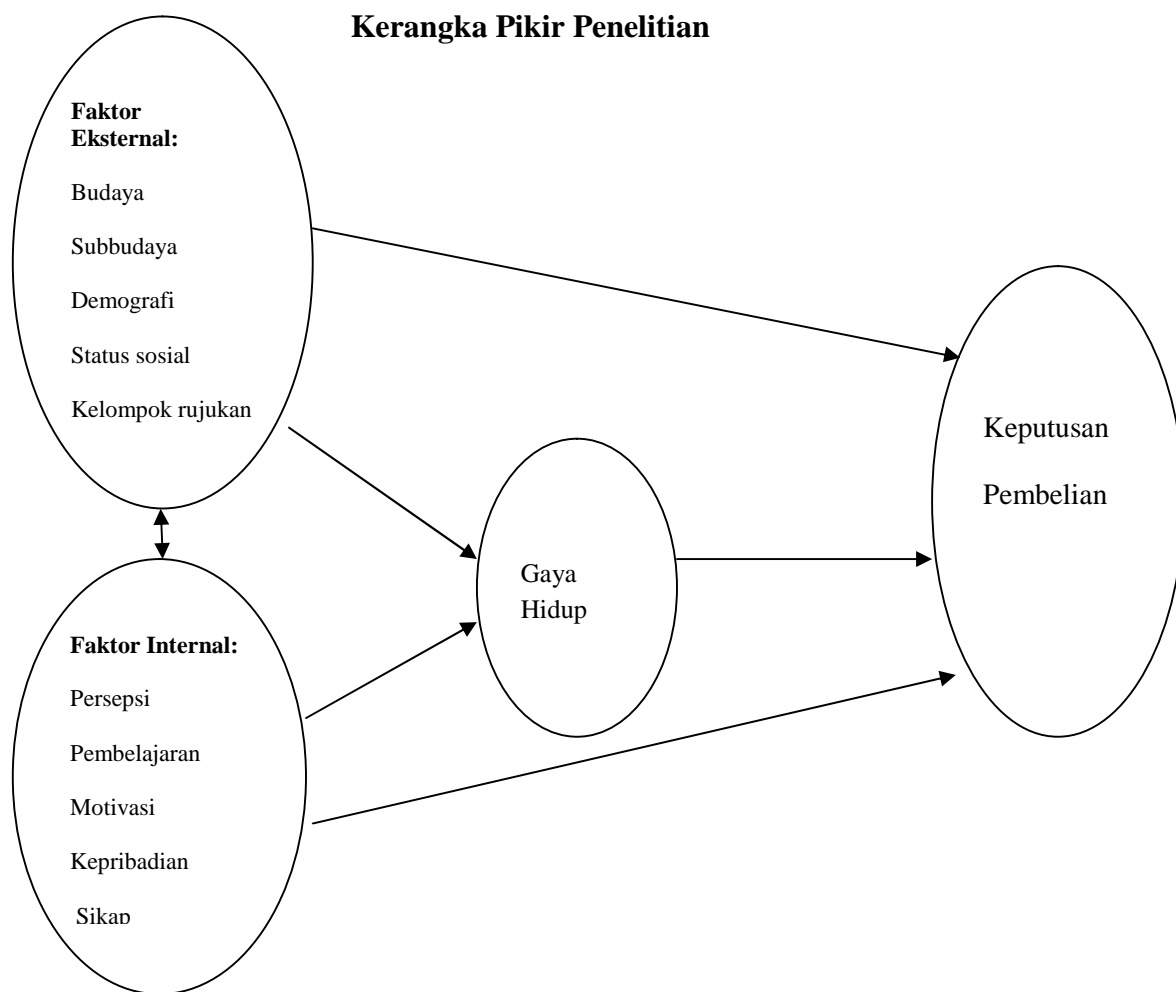 Kerangka Pikir Penelitian
Faktor
Eksternal:
Budaya
Subbudaya
Demografi
Status sosial
Kelompok rujukan
Faktor Internal:
Persepsi
Pembelajaran
Motivasi
Kepribadian
Sikap
Gaya
Hidup
Keputusan
Pembelian